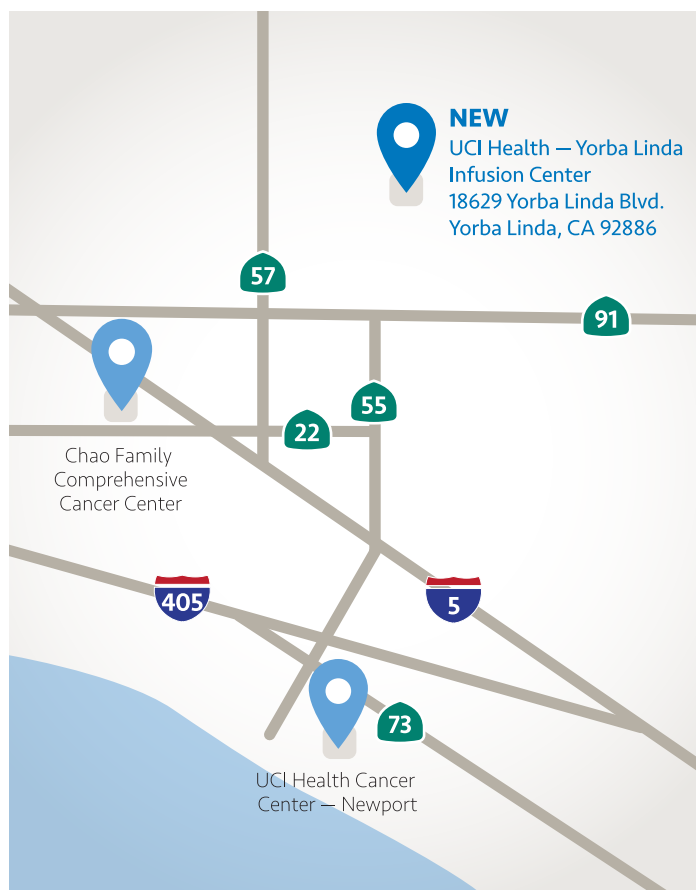 NEW
UCI Health — Yorba Linda
Infusion Center
18629 Yorba Linda Blvd.
Yorba Linda, CA 92886
57
91
55
22
Chao Family
Comprehensive
Cancer Center
405
5
73
UCI Health Cancer
Center — Newport